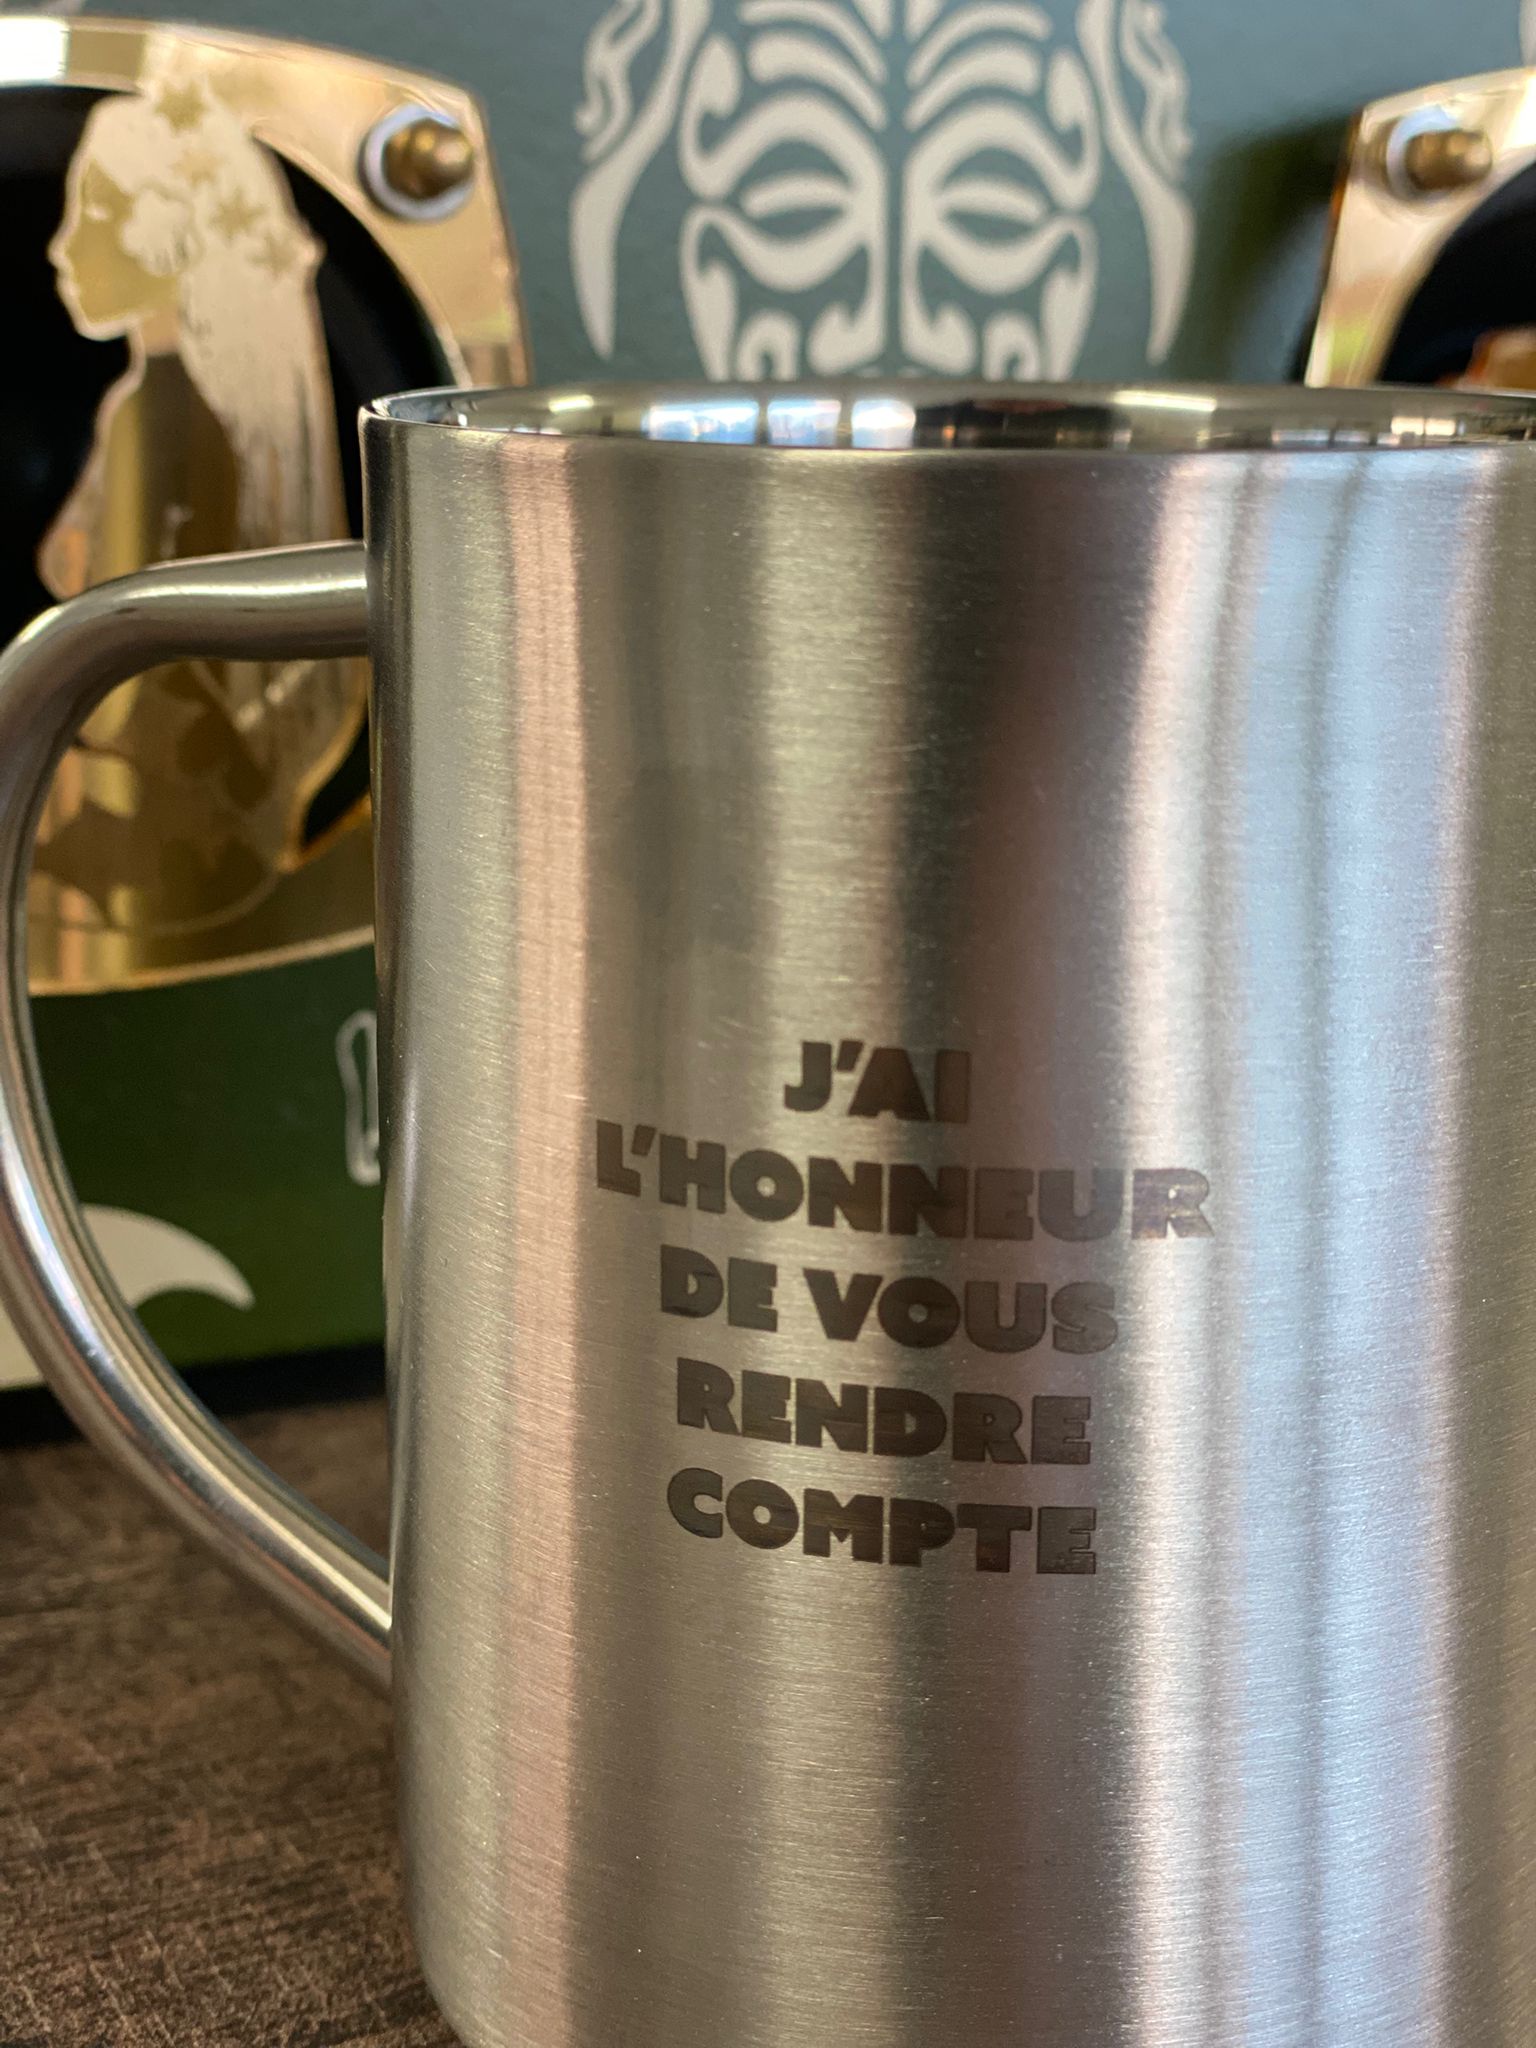 J'AI
L'HONNEUR
DE VOUS
RENDRE
COMPTE